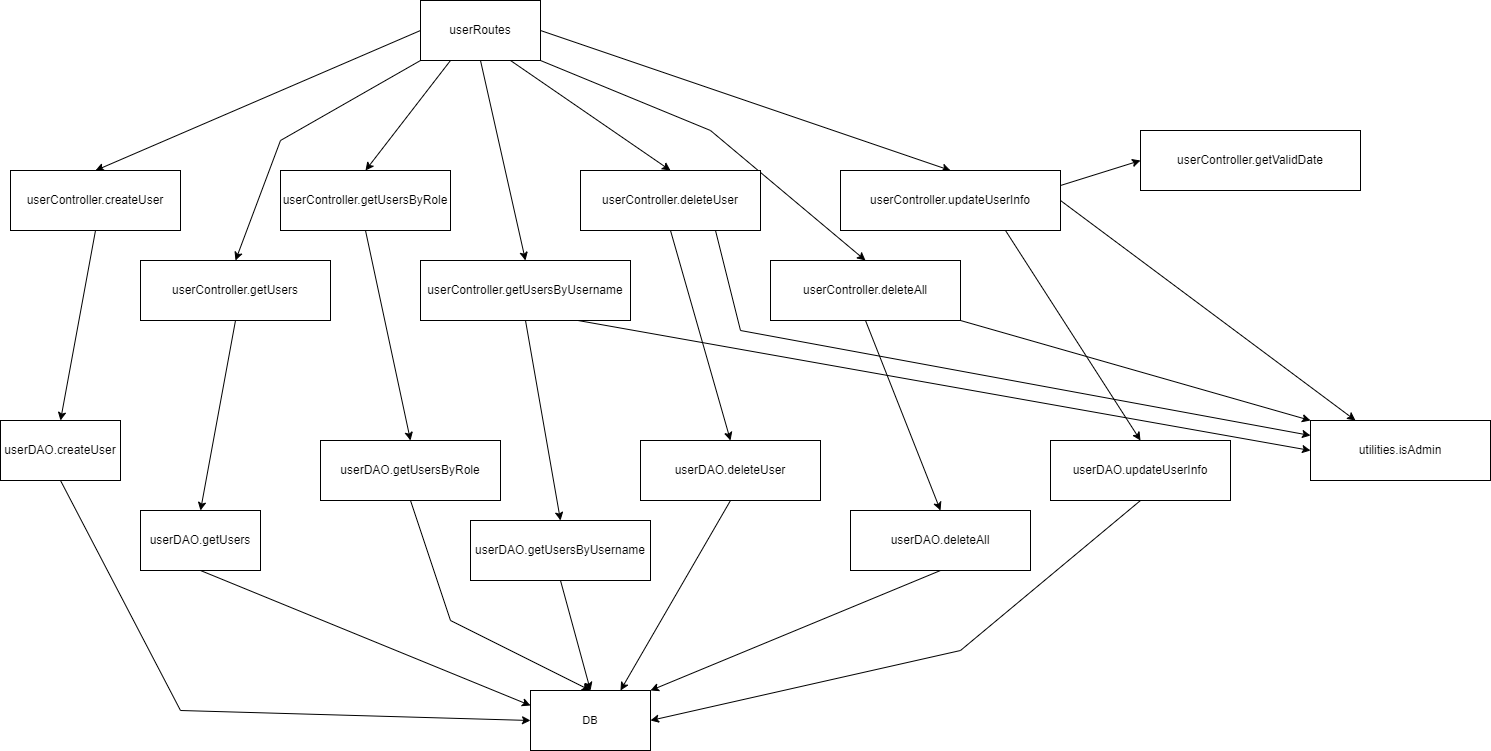 userRoutes
userController.getValidDate
userController.createUser
userController.getUsersByRole
userController.deleteUser
userController.updateUserInfo
userController.getUsers
userController.getUsersByUsername
userController.deleteAll
userDAO.createUser
utilities.isAdmin
userDAO.getUsersByRole
userDAO.deleteUser
userDAO.updateUserInfo
userDAO.getUsers
userDAO.getUsersByUsername
userDAO.deleteAll
DB